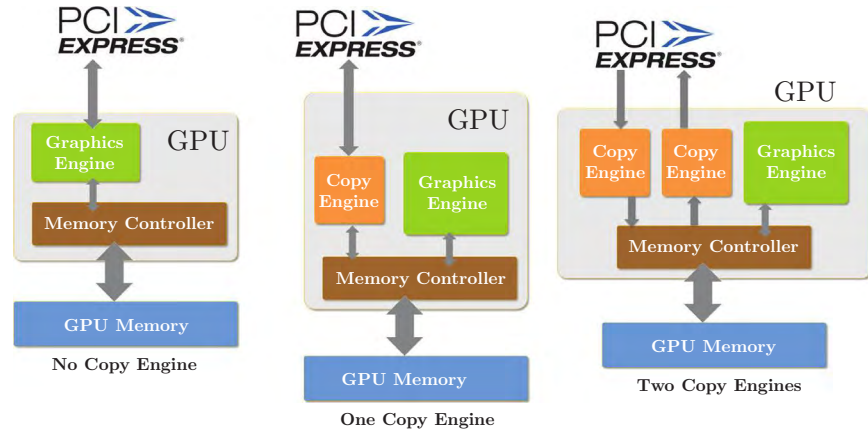 PCI
EXPRESS®
GPU
Graphics
Engine
Memory Controller
GPU Memory
No Copy Engine
PCI
EXPRESS®
GPU
Copy
Engine
Graphics
Engine
Memory Controller
GPU Memory
One Copy Engine
PCI
EXPRESS®
GPU
Copy
Engine
Copy
Engine
Graphics
Engine
Memory Controller
GPU Memory
Two Copy Engines